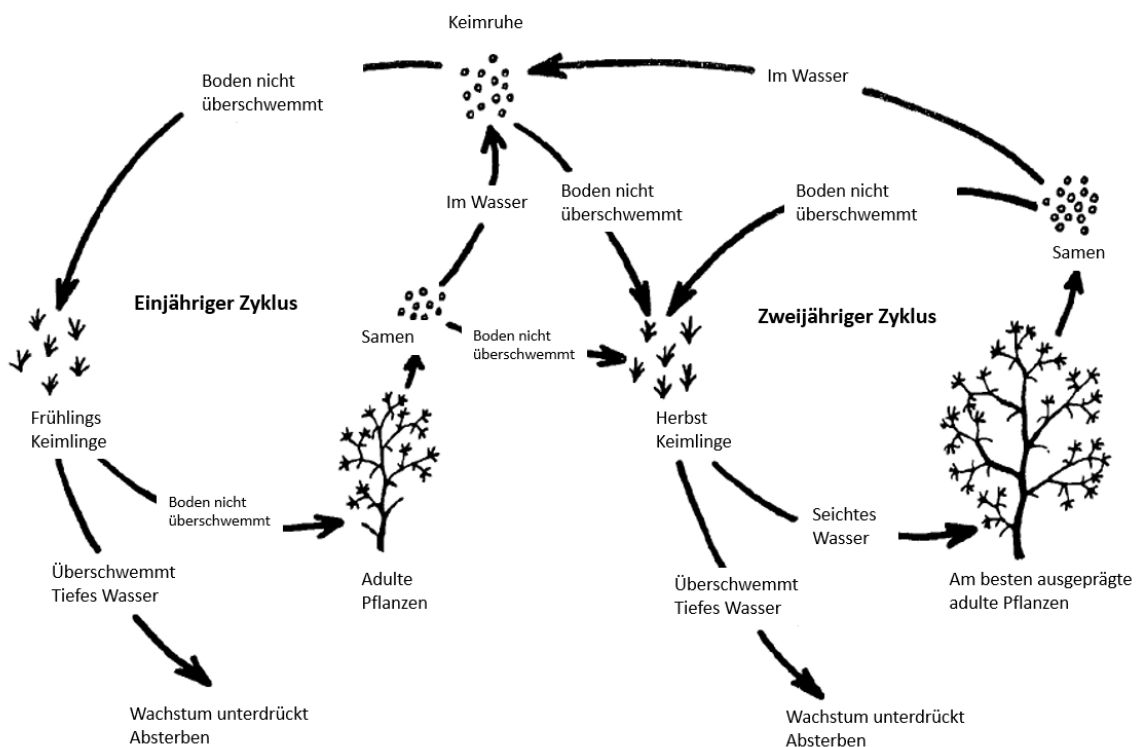 Keimruhe
Boden nicht
überschwemmt
Im Wasser
Im Wasser
Boden nicht
überschwemmt
Boden nicht
überschwemmt
Samen
Einjähriger Zyklus
Zweijähriger Zyklus
Samen
Boden nicht
überschwemmt
Frühlings
Keimlinge
Herbst
Keimlinge
Boden nicht
überschwemmt
Seichtes
Wasser
Überschwemmt
Tiefes Wasser
Adulte
Pflanzen
Überschwemmt
Tiefes Wasser
Am besten ausgeprägte
adulte Pflanzen
Wachstum unterdrückt
Absterben
Wachstum unterdrückt
Absterben